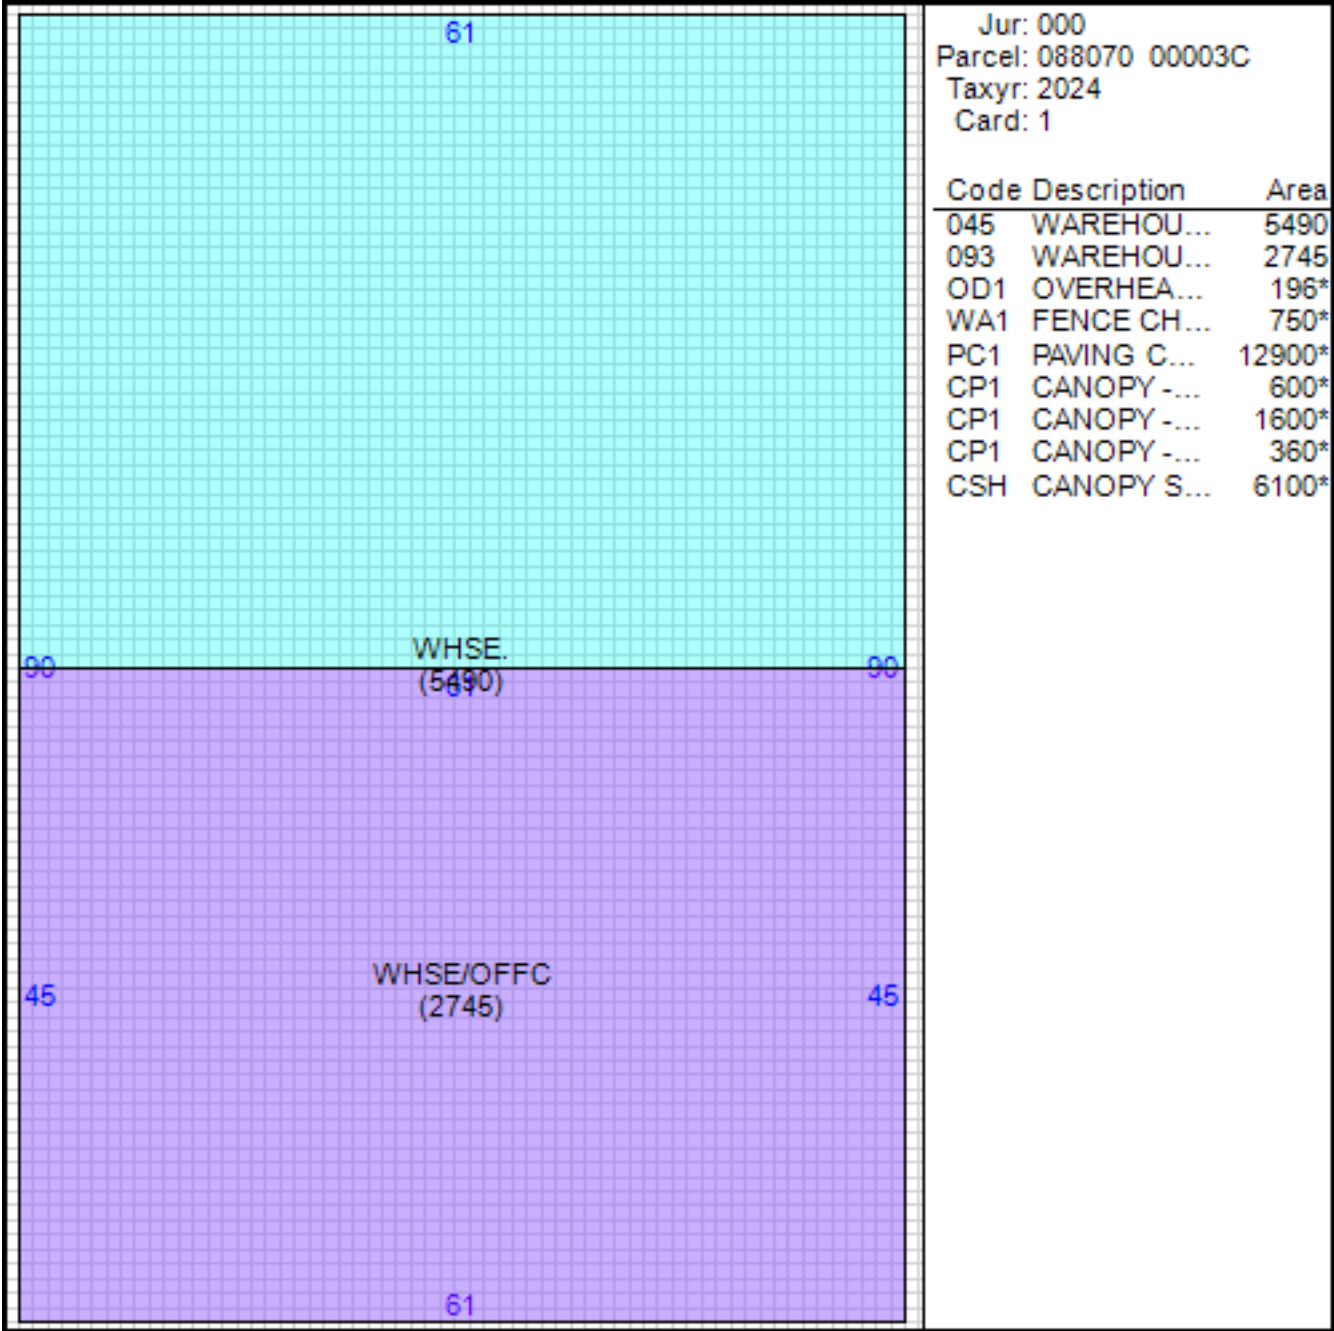 61
WHSE.
90 90
(5490)
61
WHSE/OFFC
45 45
(2745)
61
Jur: 000
Parcel: 088070 00003C
Taxyr: 2024
Card: 1
Code Description Area
045 WAREHOU... 5490
093 WAREHOU... 2745
OD1 OVERHEA... 196*
WA1 FENCE CH... 750*
PC1 PAVING C... 12900*
CP1 CANOPY -... 600*
CP1 CANOPY -... 1600*
CP1 CANOPY -... 360*
CSH CANOPY S... 6100*